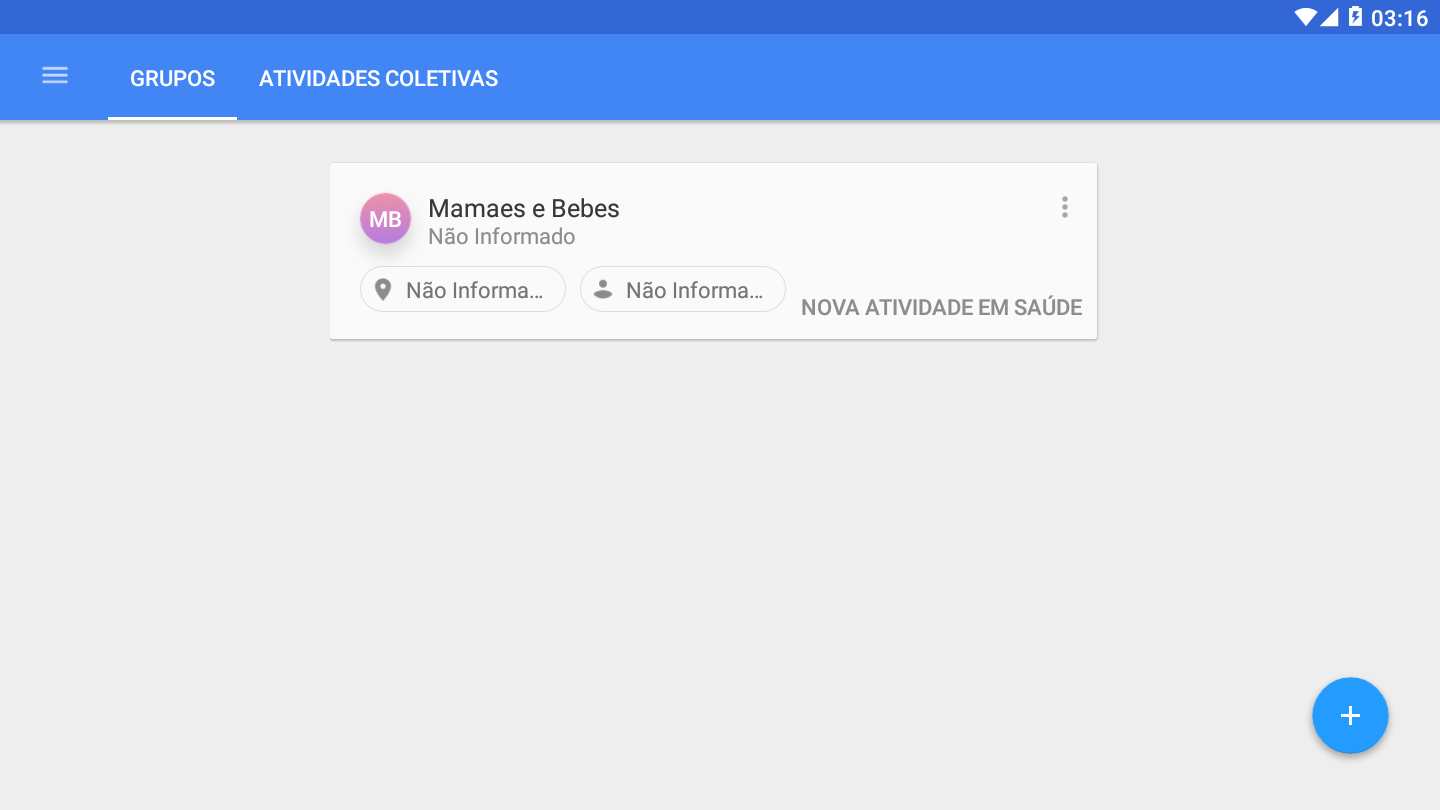 03:16
GRUPOS
ATIVIDADES COLETIVAS
MB
Mamaes e Bebes
Não Informado
Não Informa...
Não Informa...
NOVA ATIVIDADE EM SAÚDE